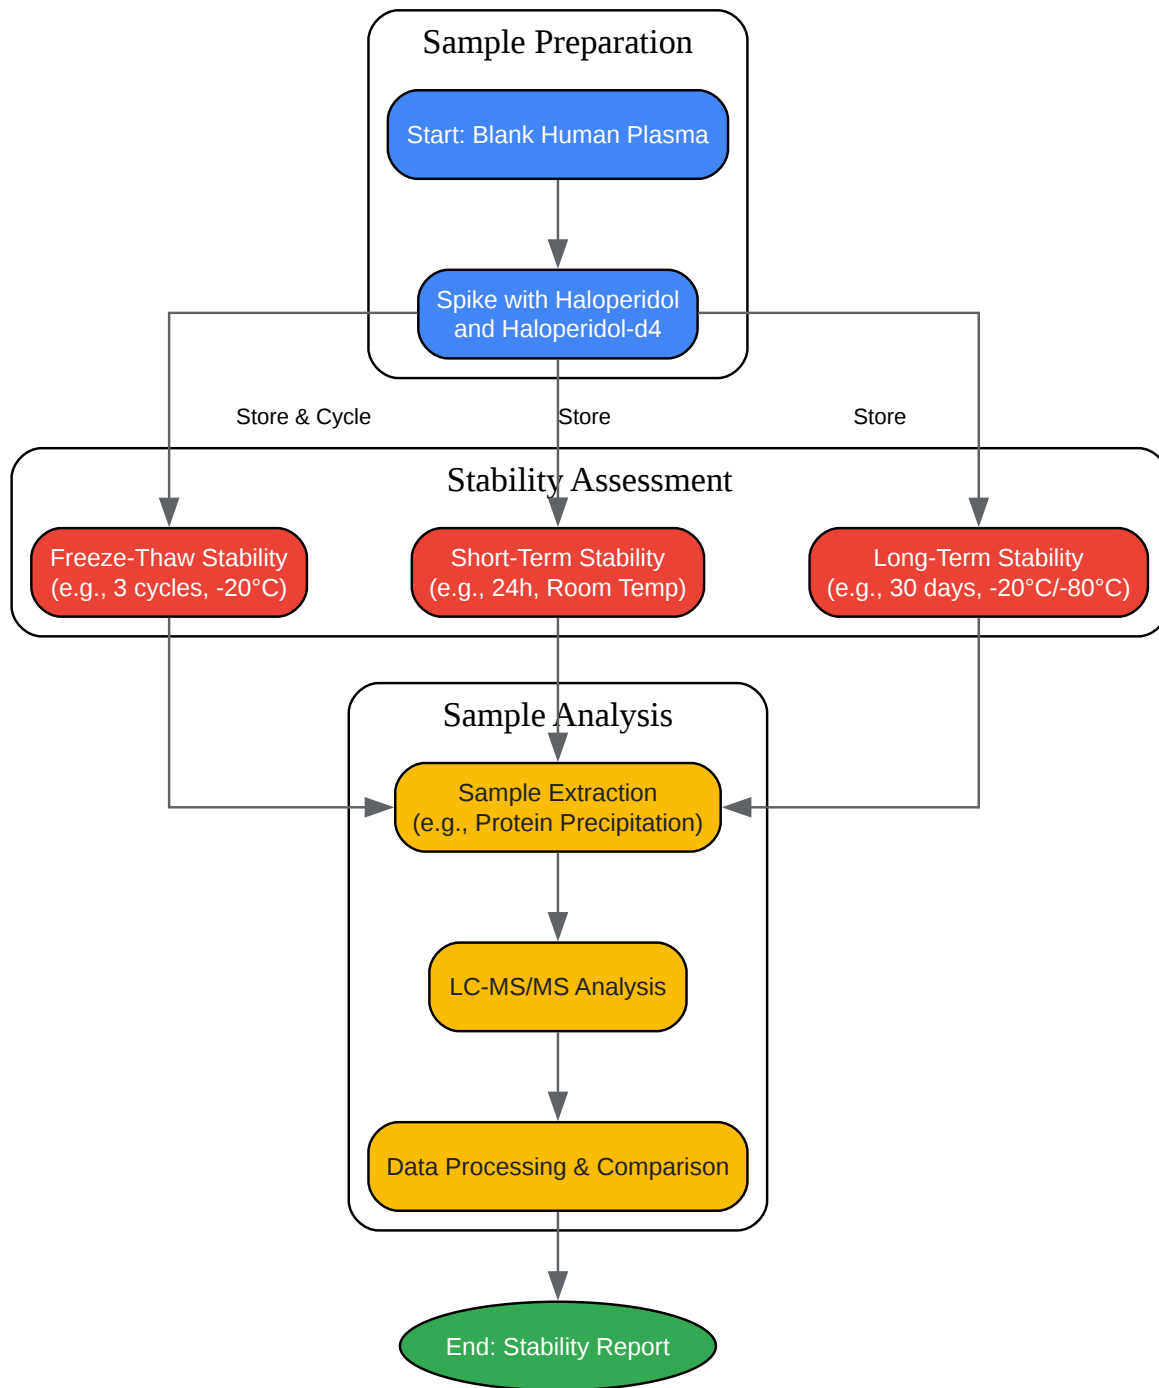 Sample Preparation
Start: Blank Human Plasma
Spike with Haloperidol
and Haloperidol-d4
Store & Cycle
Store
Store
Stability Assessment
Freeze-Thaw Stability
(e.g., 3 cycles, -20°C)
Short-Term Stability
(e.g., 24h, Room Temp)
Long-Term Stability
(e.g., 30 days, -20°C/-80°C)
Sample Analysis
Sample Extraction
(e.g., Protein Precipitation)
LC-MS/MS Analysis
Data Processing & Comparison
End: Stability Report